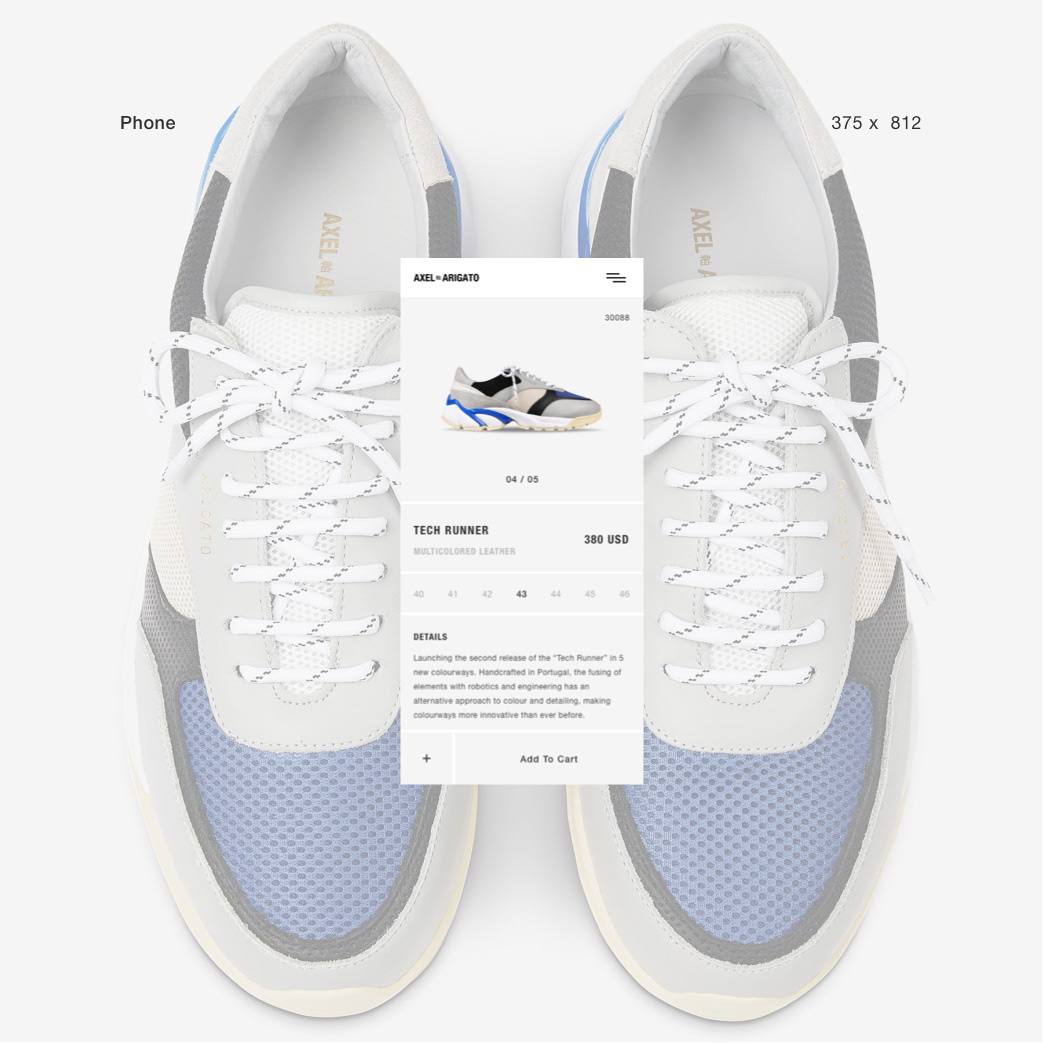 Phone
375 x 812
AXEL
AXEL
AXEL ARIGATO
30088
04 / 05
TECH RUNNER
380 USD
MULTICOLORED LEATHER
40 41 42 43 44 45 46
DETAILS
Launching the second release of the "Tech Runner" in 5
new colourways. Handcrafted in Portugal, the fusing of
elements with robotics and engineering has an
alternative approach to colour and detailing, making
colourways more innovative than ever before.
+ Add To Cart
ARIGATO